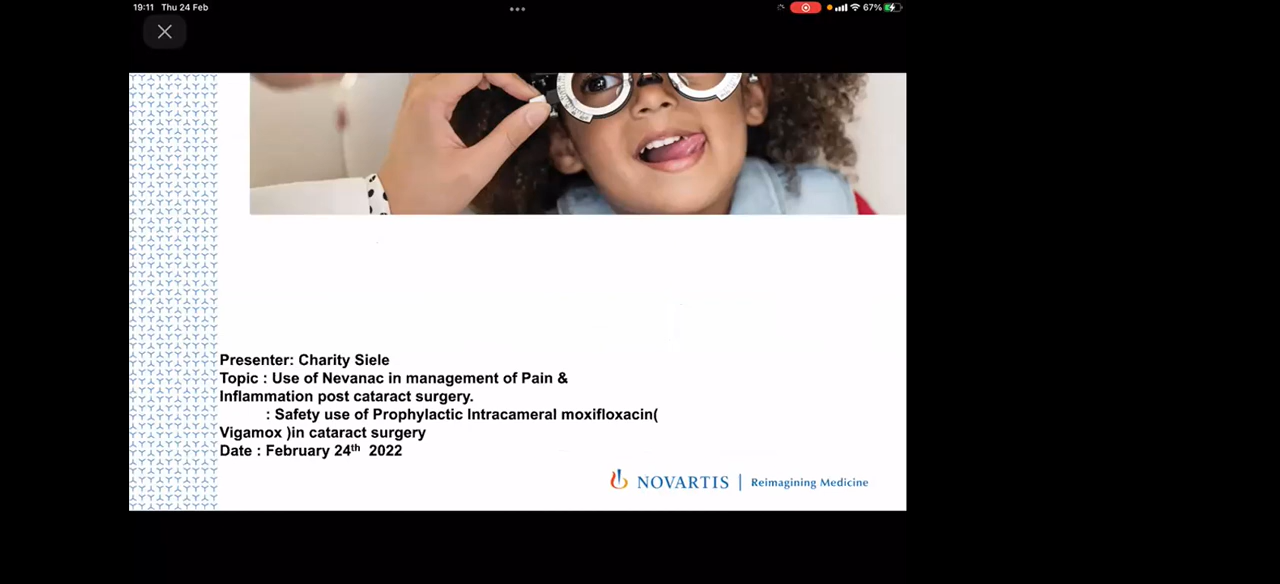 19:11 Thu 24 Feb
67%
Presenter: Charity Siele
Topic : Use of Nevanac in management of Pain &
Inflammation post cataract surgery.
: Safety use of Prophylactic Intracameral moxifloxacin(
Vigamox )in cataract surgery
Date : February 24th 2022
NOVARTIS | Reimagining Medicine